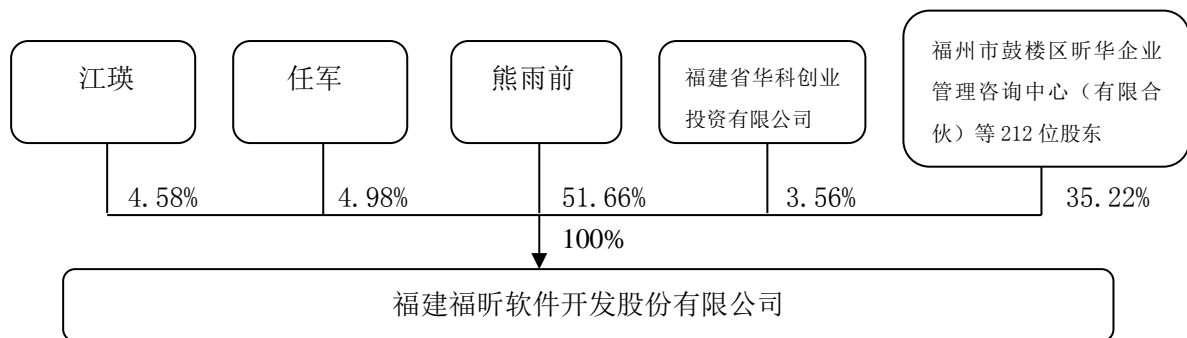 江瑛
任军
熊雨前
福建省华科创业
投资有限公司
福州市鼓楼区昕华企业
管理咨询中心（有限合
伙）等 212 位股东
4.58%
4.98%
51.66%
3.56%
35.22%
100%
福建福昕软件开发股份有限公司